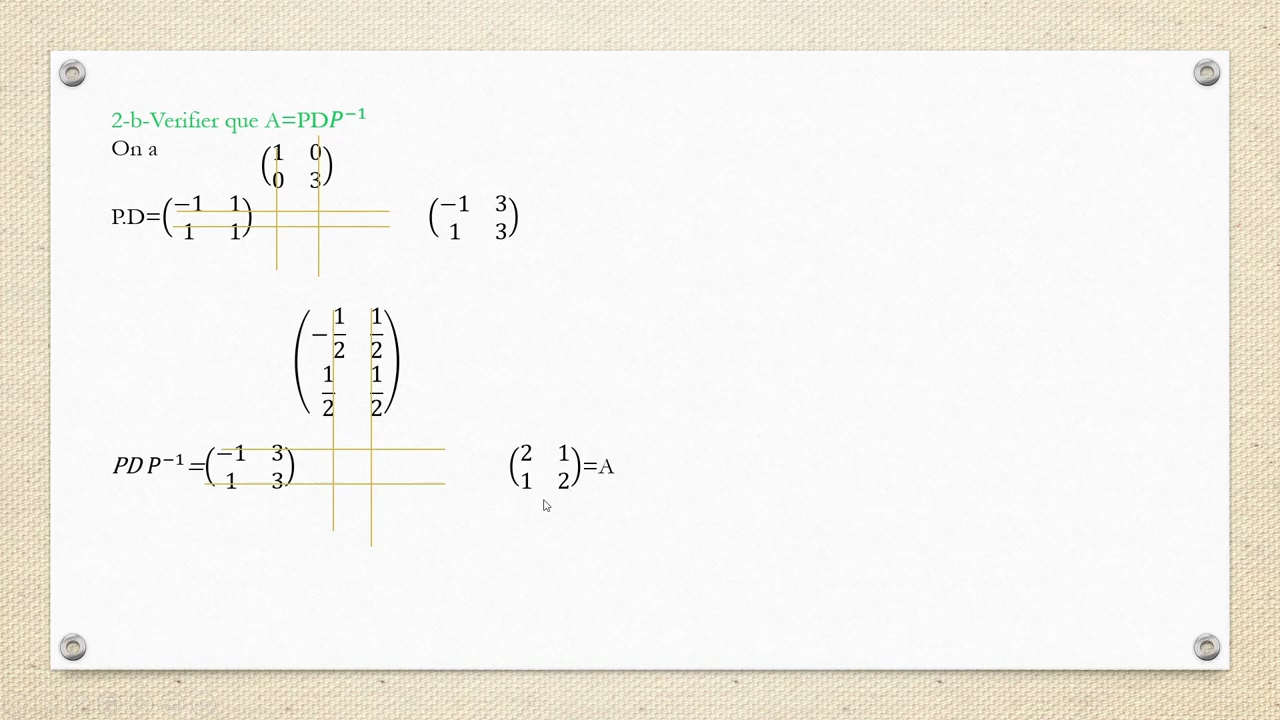 2-b-Verifier que A=PDP⁻¹
On a
(1 0
0 3)
P.D=(−1 1
1 1)
(−1 3
1 3)
(−1/2 1/2
1/2 1/2)
PDP⁻¹=(−1 3
1 3)
(2 1
1 2)=A